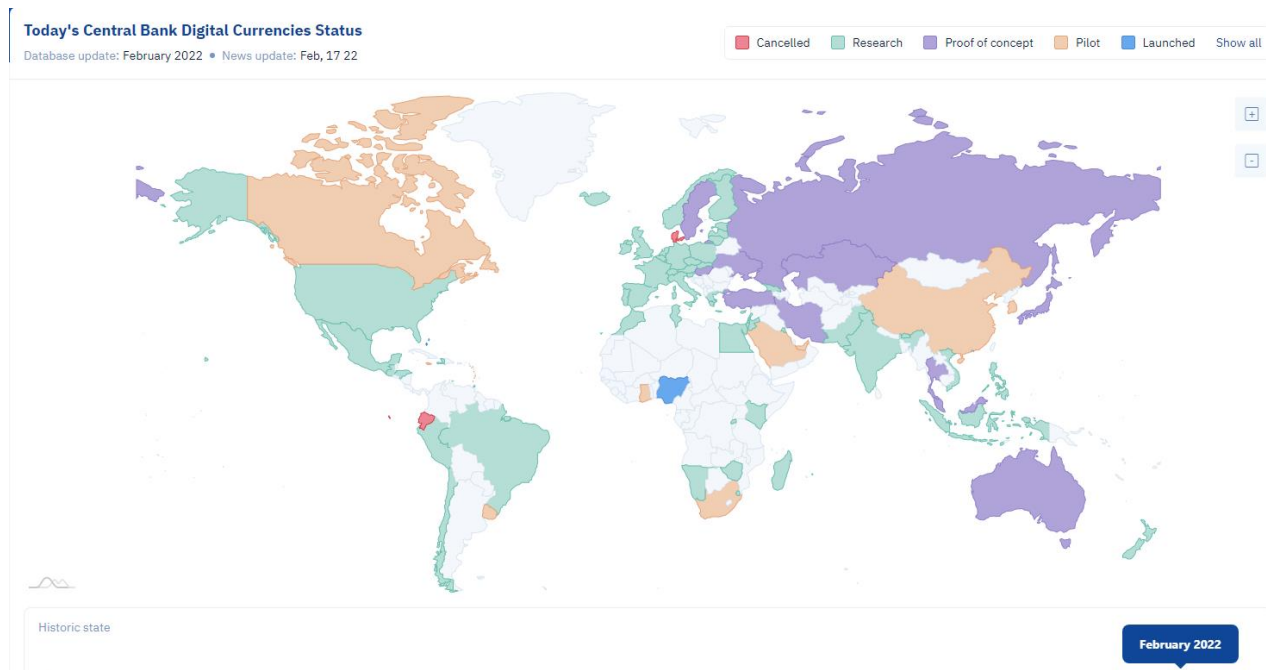 Today's Central Bank Digital Currencies Status
Database update: February 2022 • News update: Feb, 17 22
Cancelled Research Proof of concept Pilot Launched Show all
+
-
Historic state
February 2022